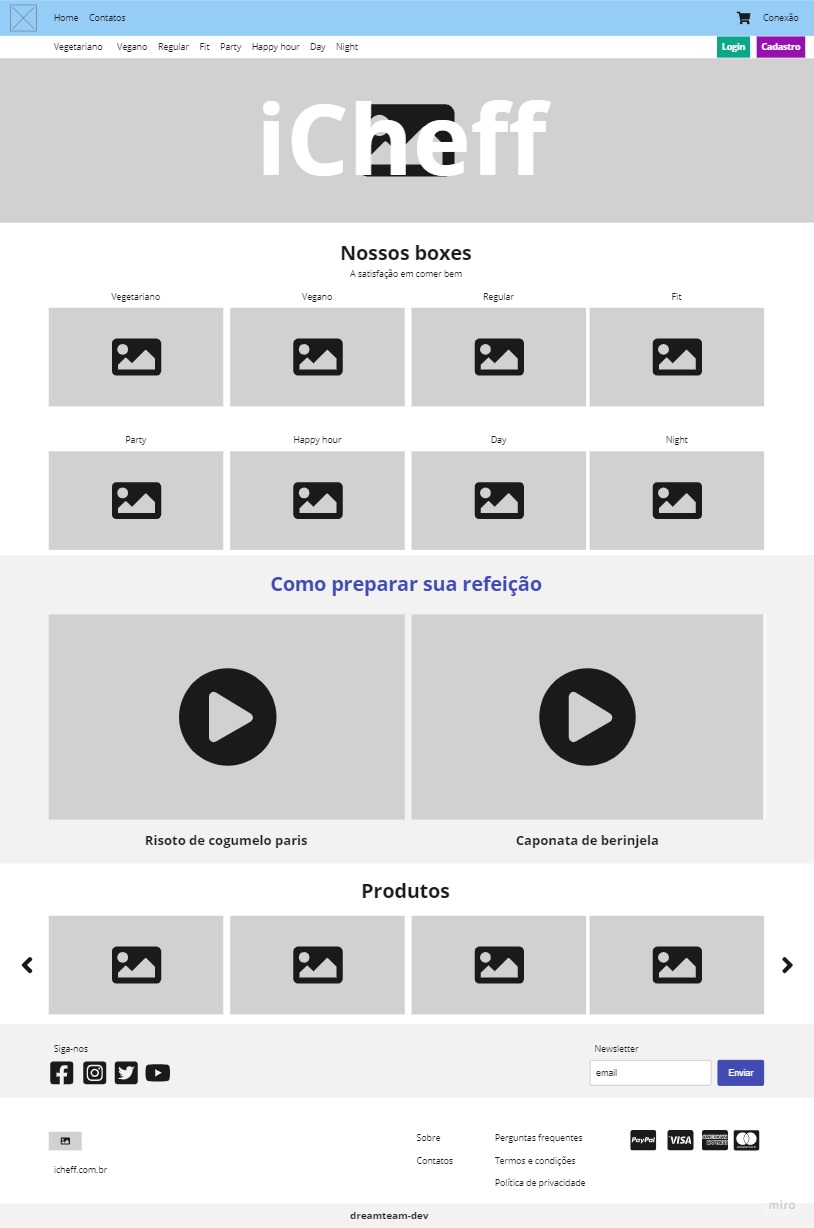 Home Contatos Conexão
Vegetariano Vegano Regular Fit Party Happy hour Day Night Login Cadastro
iCheff
Nossos boxes
A satisfação em comer bem
Vegetariano Vegano Regular Fit
Party Happy hour Day Night
Como preparar sua refeição
Risoto de cogumelo paris Caponata de berinjela
Produtos
Siga-nos Newsletter
email Enviar
Sobre Perguntas frequentes PayPal VISA AMERICAN EXPRESS mastercard
icheff.com.br Contatos Termos e condições
Política de privacidade
dreamteam-dev
miro